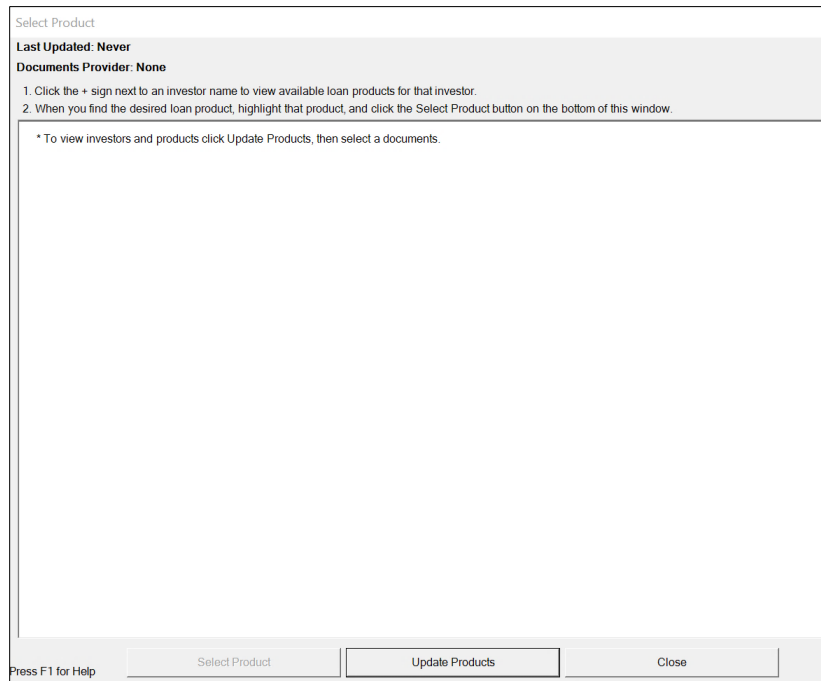 Select Product
Last Updated: Never
Documents Provider: None
1. Click the + sign next to an investor name to view available loan products for that investor.
2. When you find the desired loan product, highlight that product, and click the Select Product button on the bottom of this window.
* To view investors and products click Update Products, then select a documents.
Press F1 for Help
Select Product
Update Products
Close